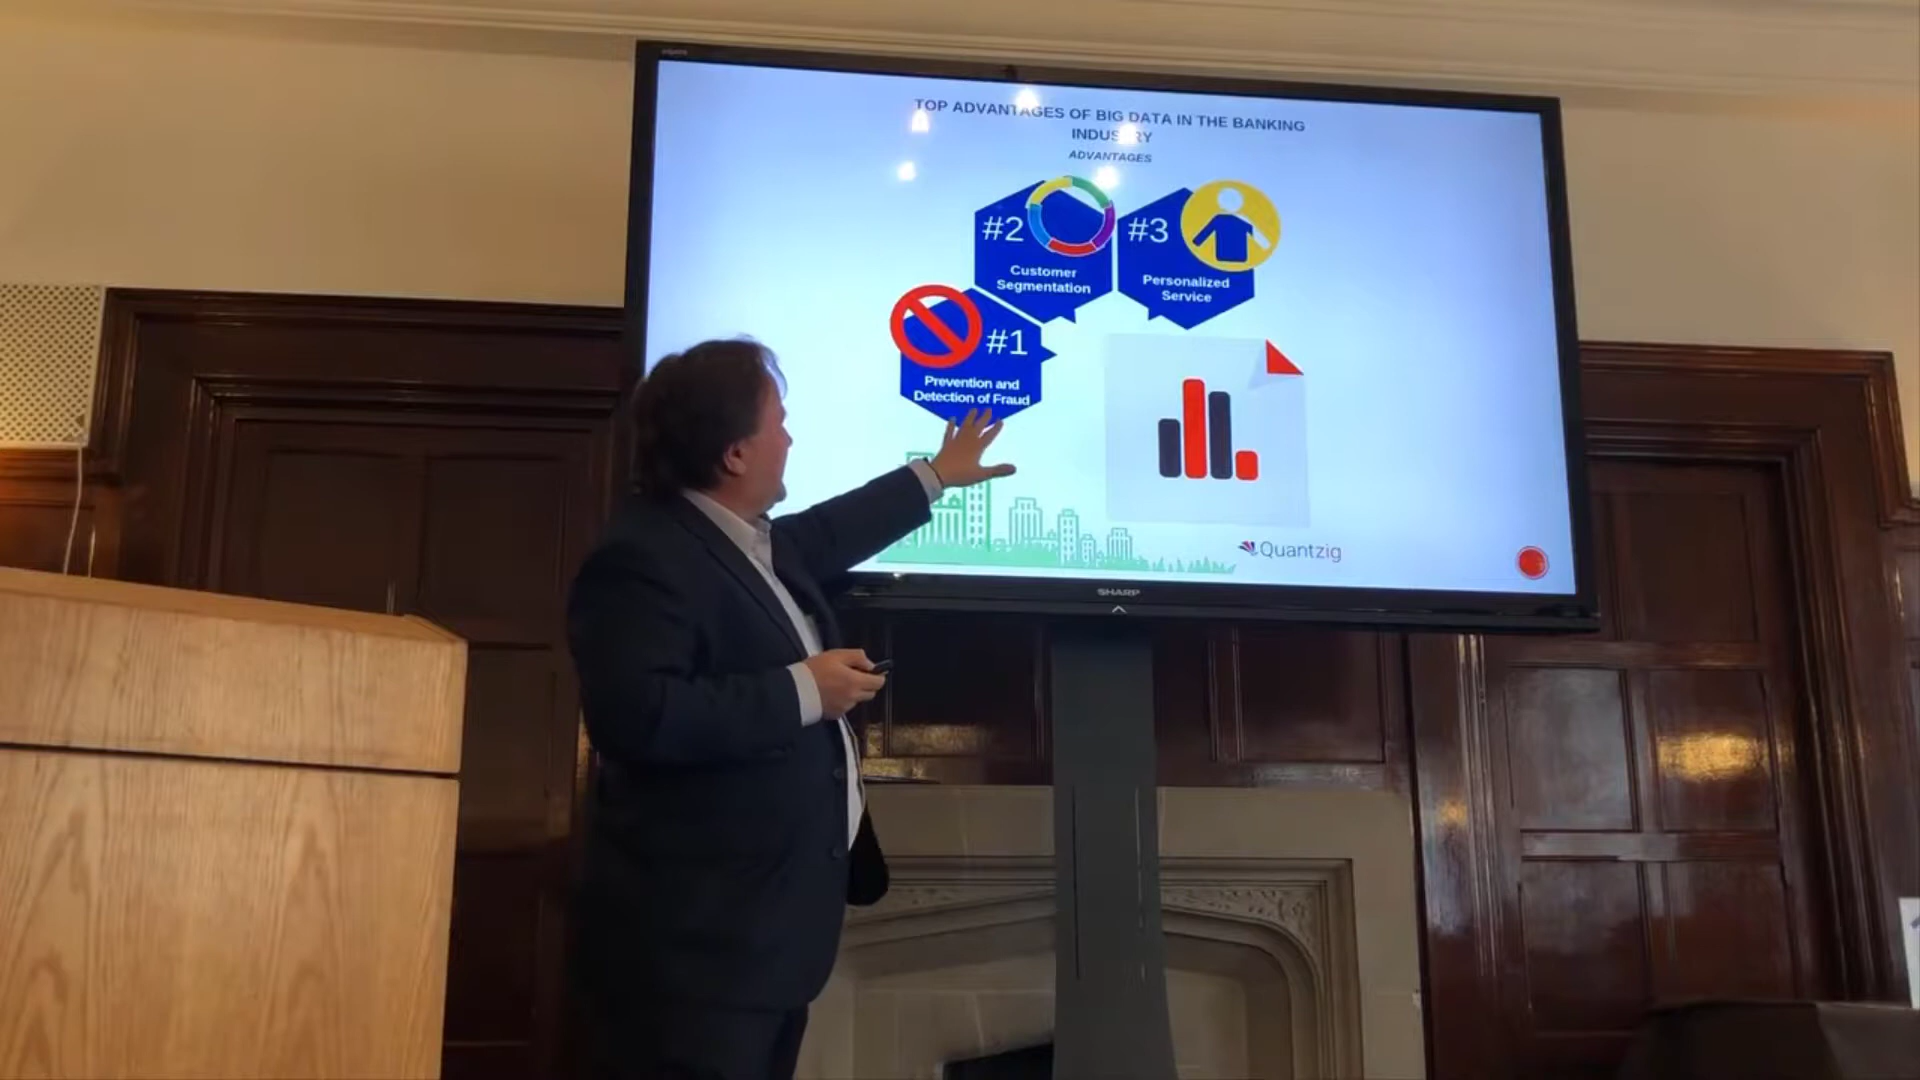 TOP ADVANTAGES OF BIG DATA IN THE BANKING
INDUSTRY
ADVANTAGES
#2
Customer
Segmentation
#3
Personalized
Service
#1
Prevention and
Detection of Fraud
Quantzig
SHARP